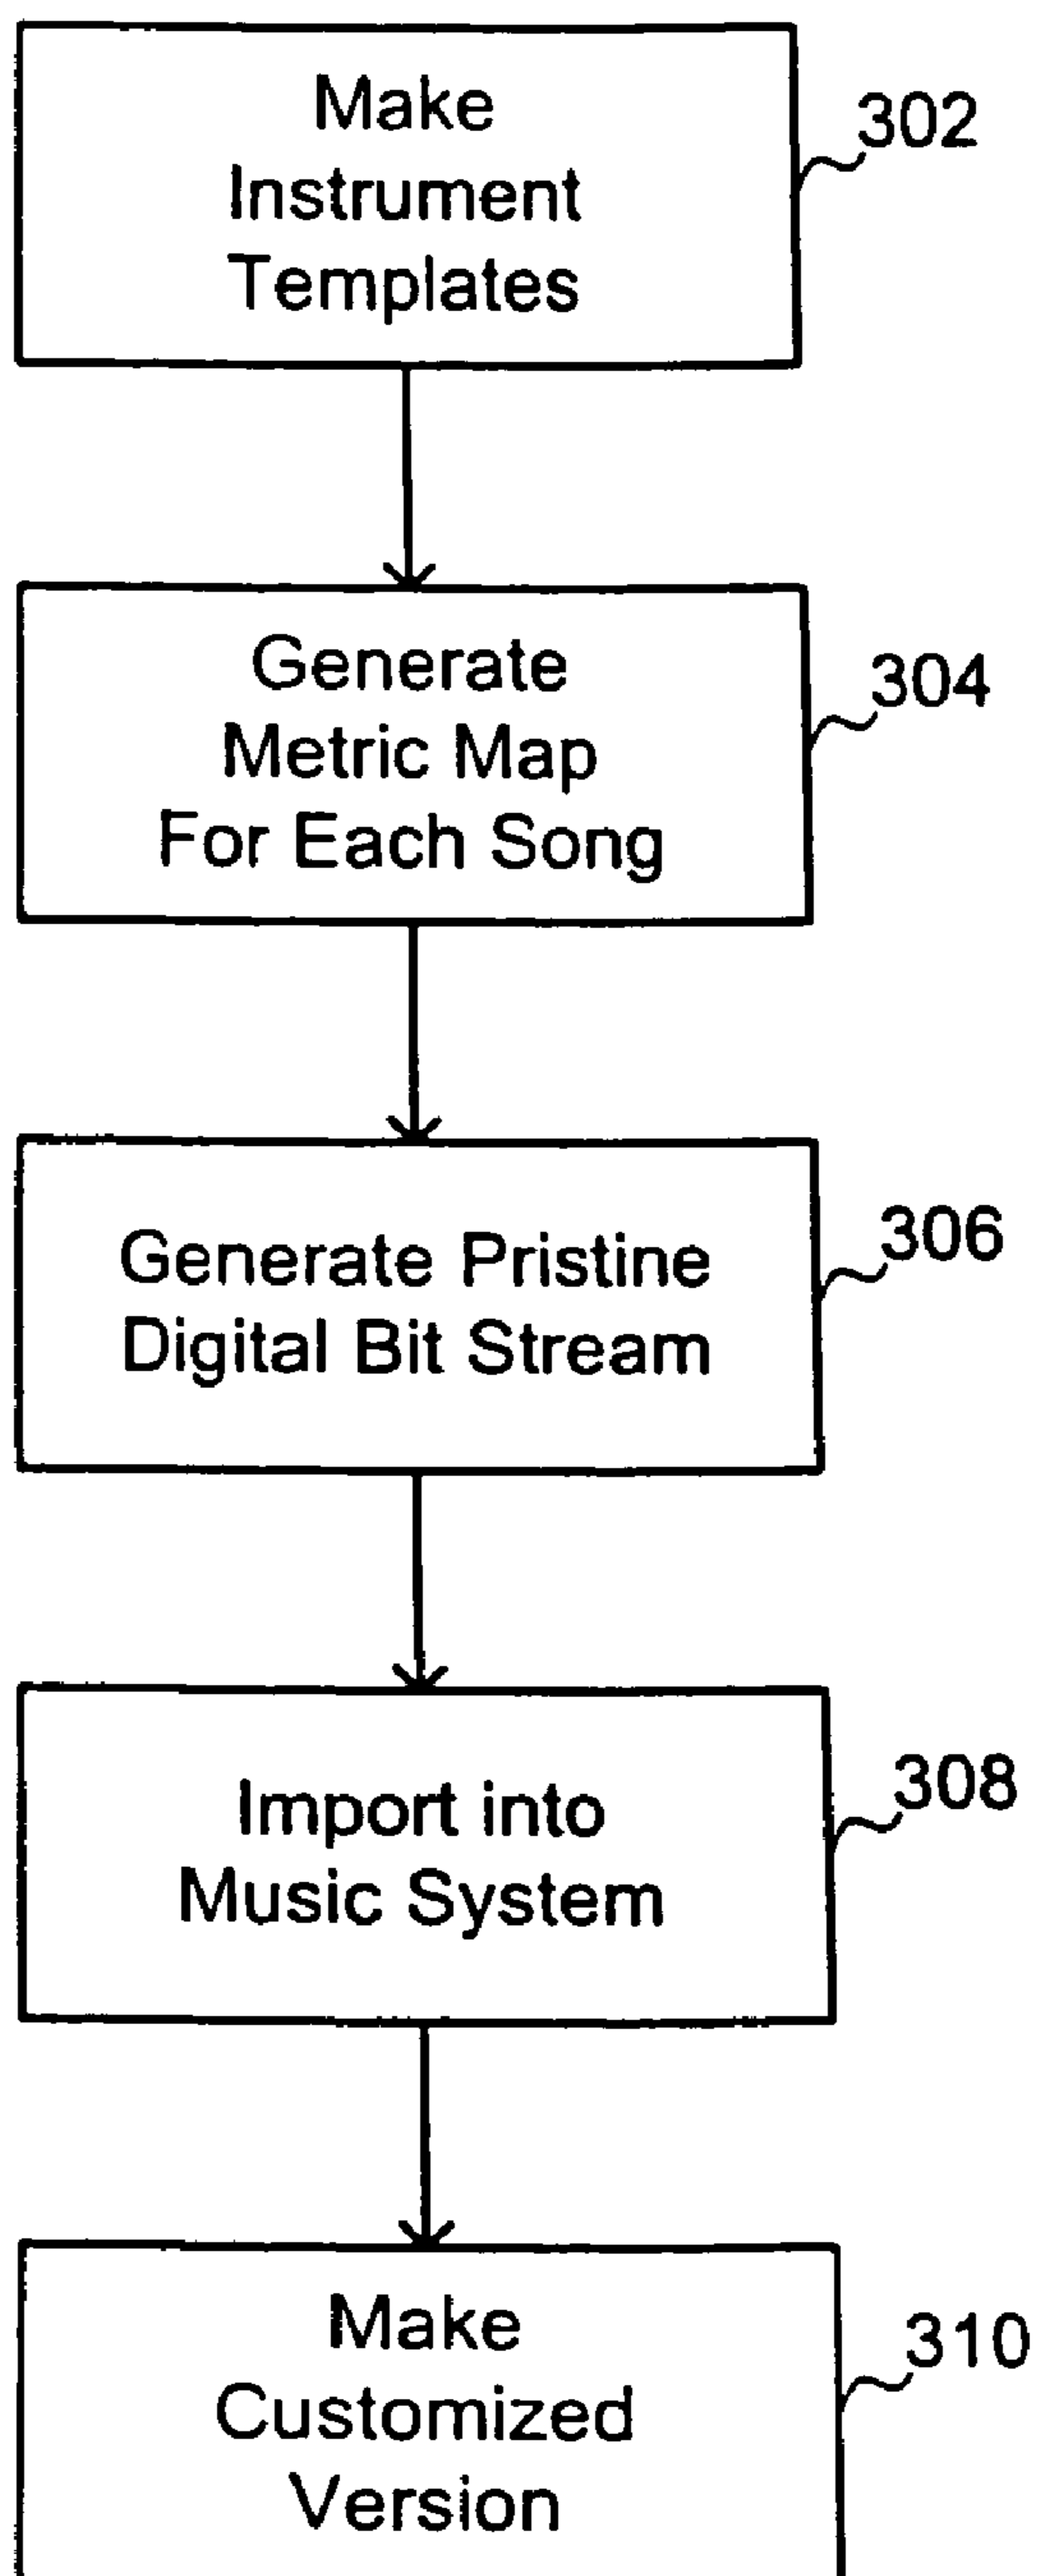 Make
Instrument
Templates
302
Generate
Metric Map
For Each Song
304
Generate Pristine
Digital Bit Stream
306
Import into
Music System
308
Make
Customized
Version
310